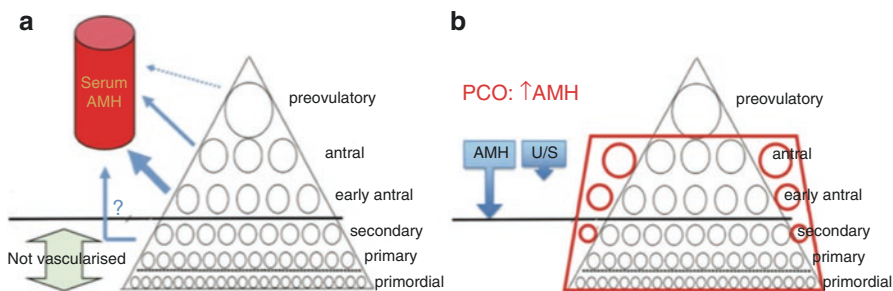 a
Serum
AMH
preovulatory
antral
early antral
?
secondary
Not vascularised
primary
primordial
b
PCO: ↑AMH
preovulatory
AMH
U/S
antral
early antral
secondary
primary
primordial